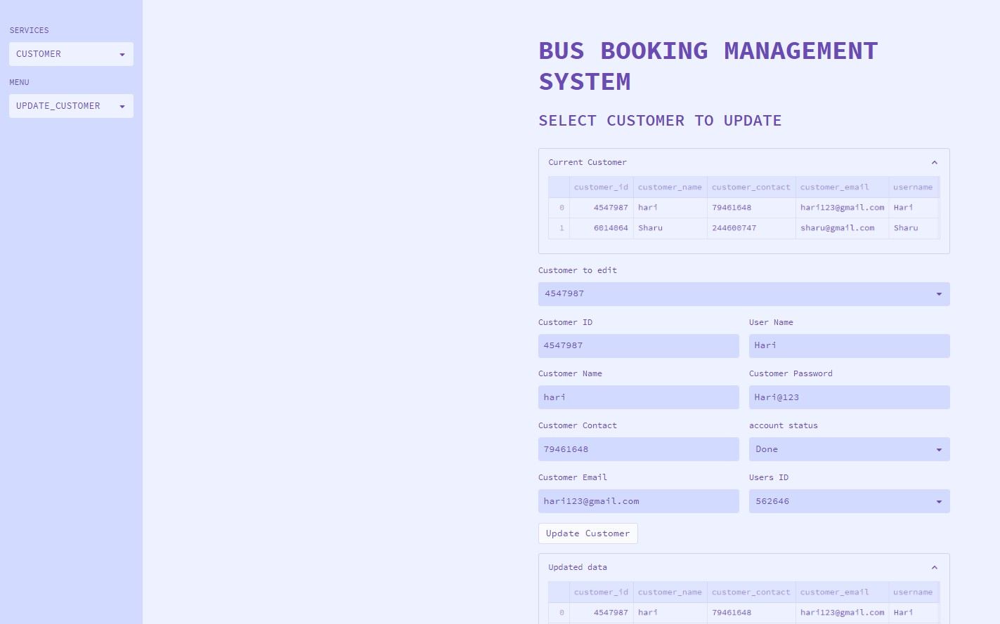 SERVICES
CUSTOMER
MENU
UPDATE_CUSTOMER
BUS BOOKING MANAGEMENT
SYSTEM
SELECT CUSTOMER TO UPDATE
Current Customer
customer_id customer_name customer_contact customer_email username
0 4547987 hari 79461648 hari123@gmail.com Hari
1 6014064 Sharu 244600747 sharu@gmail.com Sharu
Customer to edit
4547987
Customer ID User Name
4547987 Hari
Customer Name Customer Password
hari Hari@123
Customer Contact account status
79461648 Done
Customer Email Users ID
hari123@gmail.com 562646
Update Customer
Updated data
customer_id customer_name customer_contact customer_email username
0 4547987 hari 79461648 hari123@gmail.com Hari